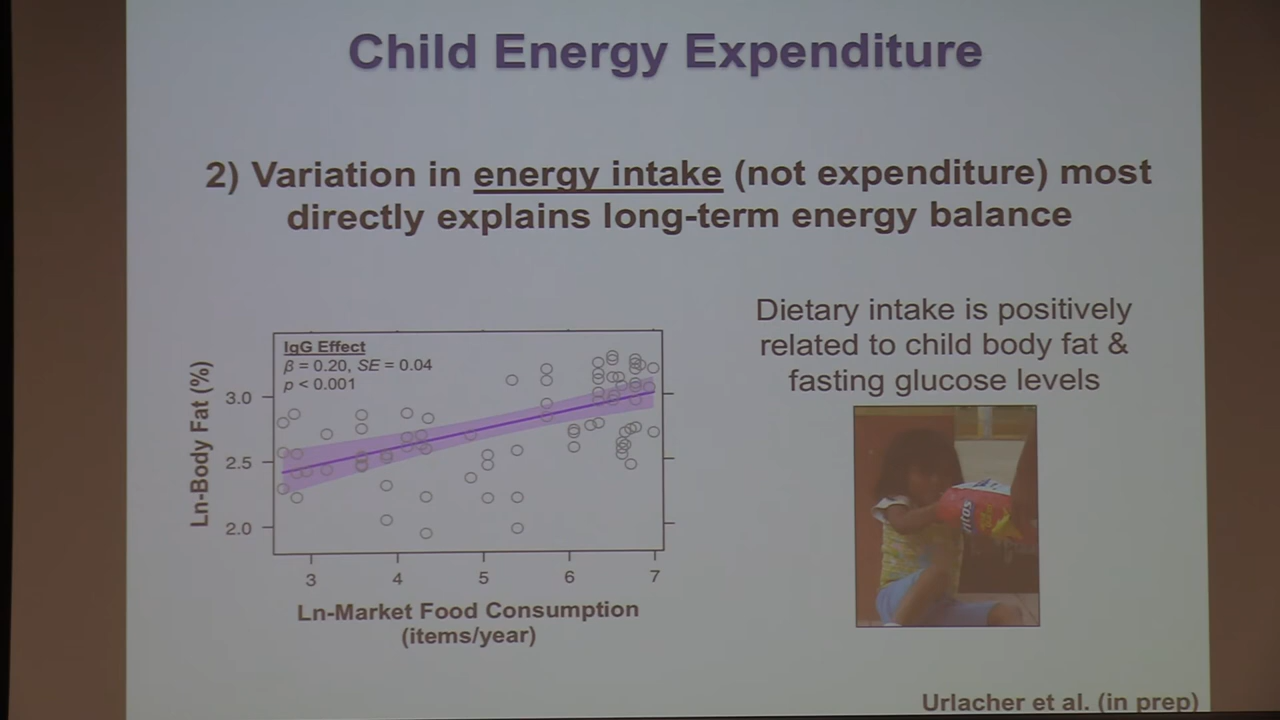 Child Energy Expenditure
2) Variation in energy intake (not expenditure) most
directly explains long-term energy balance
Dietary intake is positively
related to child body fat &
fasting glucose levels
IgG Effect
β = 0.20, SE = 0.04
p < 0.001
Ln-Body Fat (%)
3.0
2.5
2.0
3 4 5 6 7
Ln-Market Food Consumption
(items/year)
Urlacher et al. (in prep)